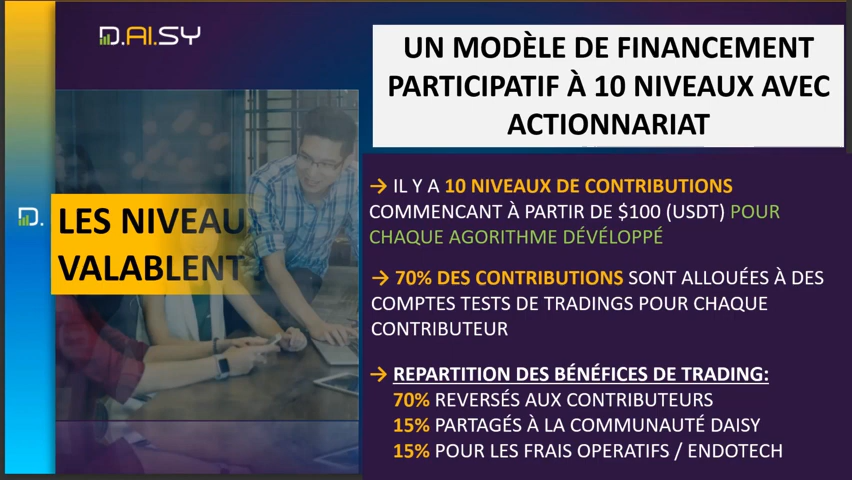 D.AI.SY
UN MODÈLE DE FINANCEMENT
PARTICIPATIF À 10 NIVEAUX AVEC
ACTIONNARIAT
D.
LES NIVEAU
VALABLENT
→ IL Y A 10 NIVEAUX DE CONTRIBUTIONS
COMMENCANT À PARTIR DE $100 (USDT) POUR
CHAQUE AGORITHME DÉVÉLOPPÉ
→ 70% DES CONTRIBUTIONS SONT ALLOUÉES À DES
COMPTES TESTS DE TRADINGS POUR CHAQUE
CONTRIBUTEUR
→ REPARTITION DES BÉNÉFICES DE TRADING:
70% REVERSÉS AUX CONTRIBUTEURS
15% PARTAGÉS À LA COMMUNAUTÉ DAISY
15% POUR LES FRAIS OPERATIFS / ENDOTECH